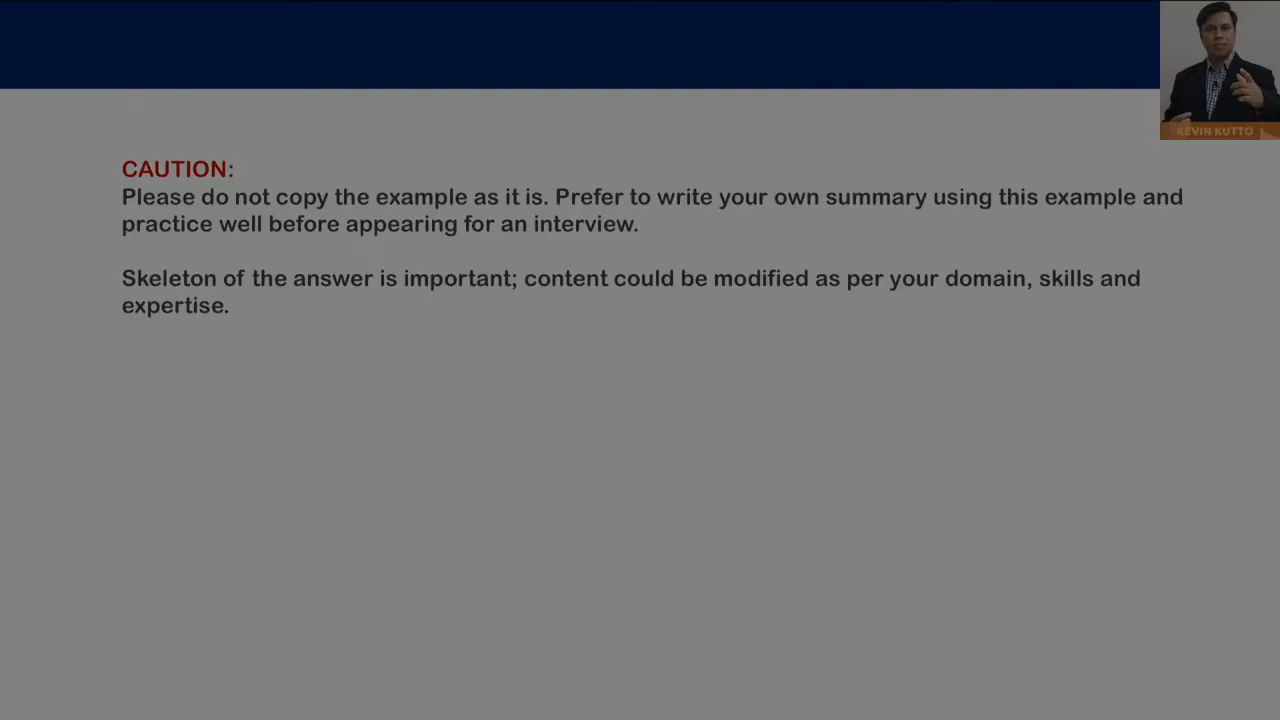 KEVIN KUTTO
CAUTION:
Please do not copy the example as it is. Prefer to write your own summary using this example and
practice well before appearing for an interview.
Skeleton of the answer is important; content could be modified as per your domain, skills and
expertise.